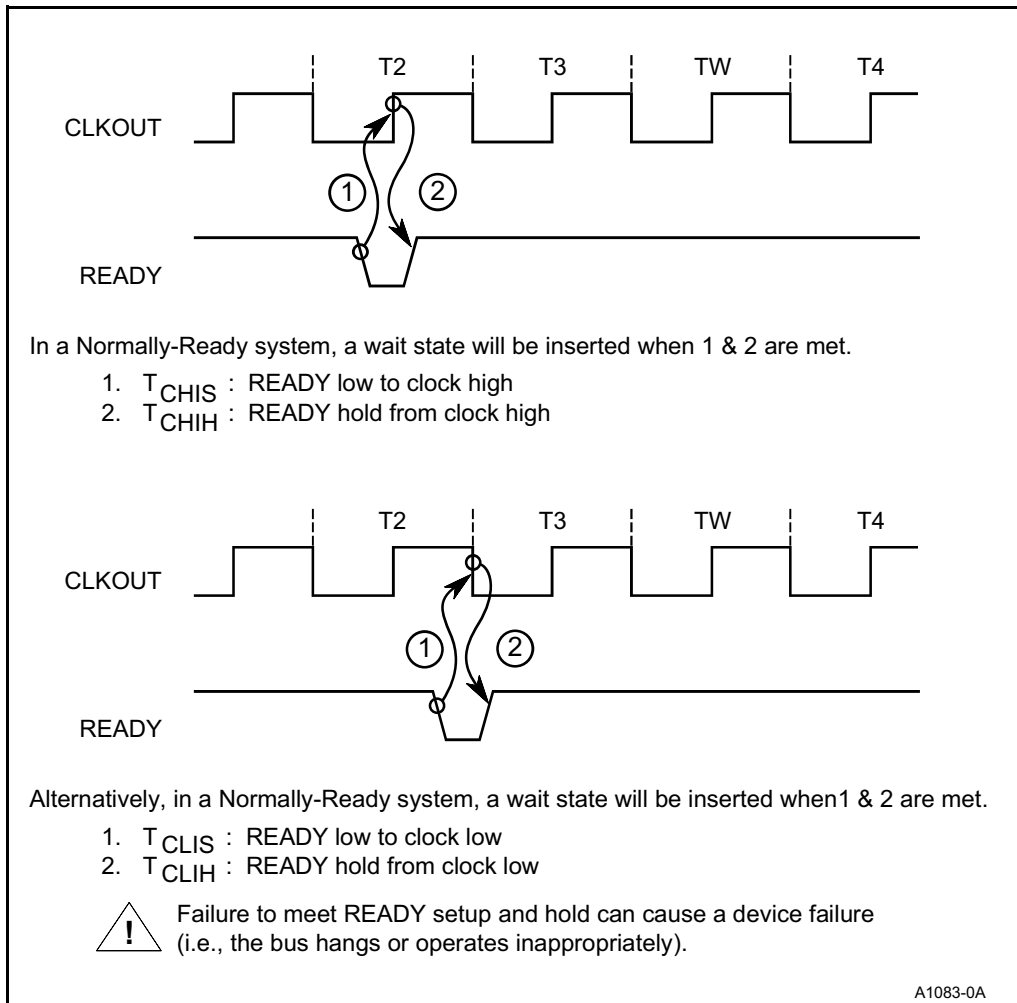 T2 T3 TW T4
CLKOUT
1 2
READY
In a Normally-Ready system, a wait state will be inserted when 1 & 2 are met.
1. TCHIS : READY low to clock high
2. TCHIH : READY hold from clock high
T2 T3 TW T4
CLKOUT
1 2
READY
Alternatively, in a Normally-Ready system, a wait state will be inserted when1 & 2 are met.
1. TCLIS : READY low to clock low
2. TCLIH : READY hold from clock low
! Failure to meet READY setup and hold can cause a device failure
(i.e., the bus hangs or operates inappropriately).
A1083-0A